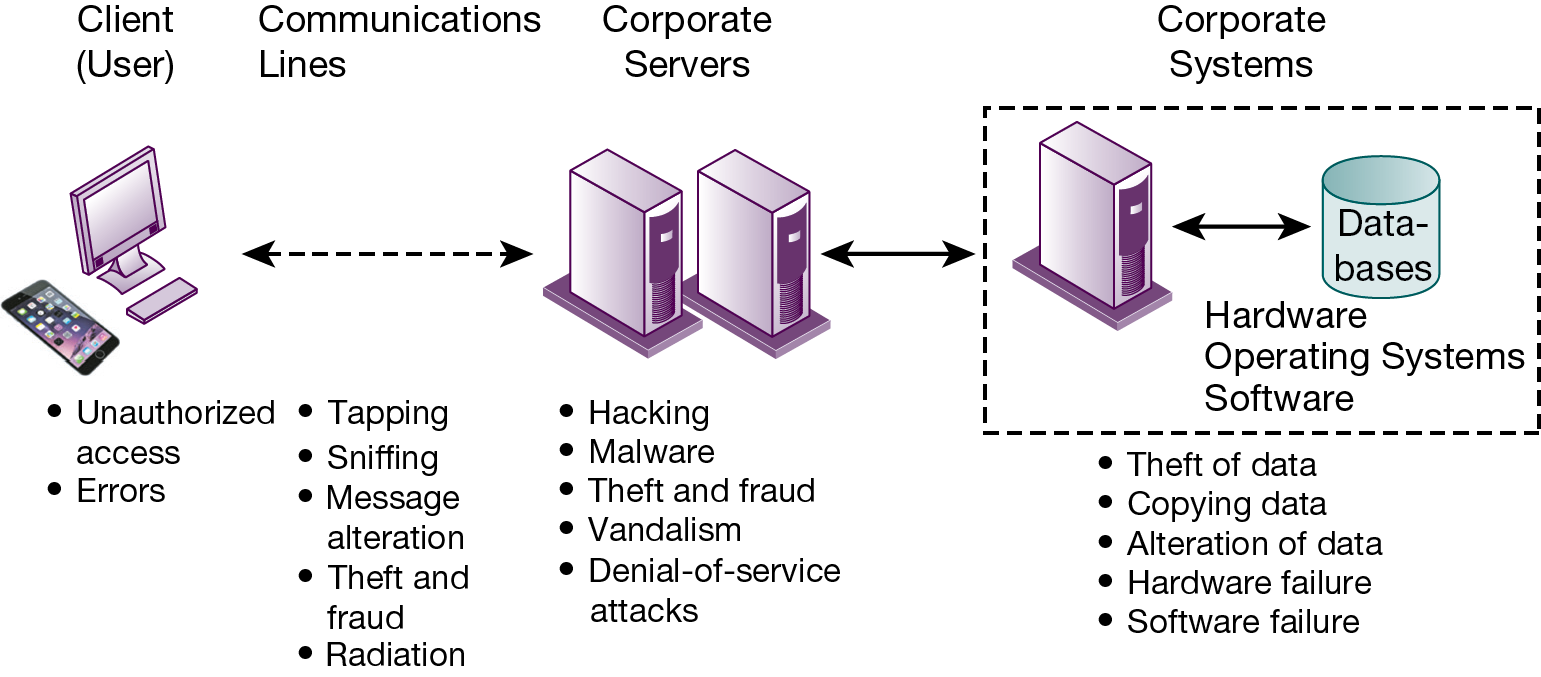 Client
(User)
Communications
Lines
Corporate
Servers
Corporate
Systems
Data-
bases
Hardware
Operating Systems
Software
• Unauthorized
access
• Errors
• Tapping
• Sniffing
• Message
alteration
• Theft and
fraud
• Radiation
• Hacking
• Malware
• Theft and fraud
• Vandalism
• Denial-of-service
attacks
• Theft of data
• Copying data
• Alteration of data
• Hardware failure
• Software failure